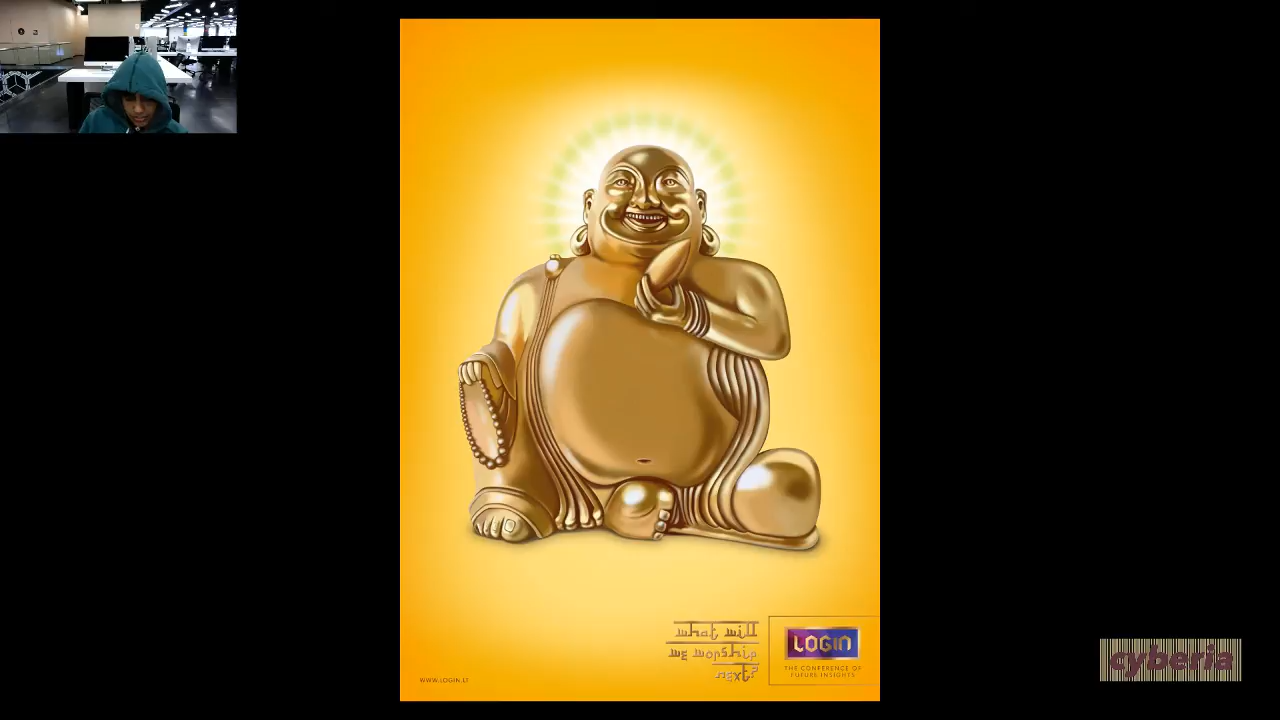 what will
we worship
next?
LOGIN
THE CONFERENCE OF
FUTURE INSIGHTS
WWW.LOGIN.LT
cyberia